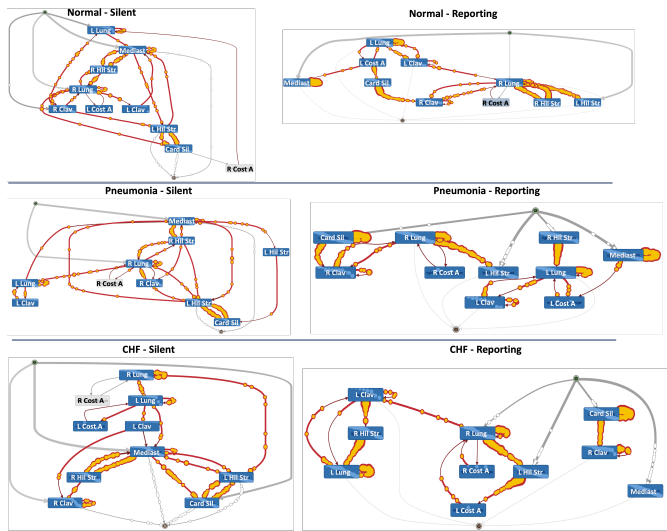 Normal - Silent
L Lung
Mediast
R Hil Str
R Lung
R Clav
L Cost A
L Clav
L Hil Str
Card Sil
R Cost A
Normal - Reporting
L Lung
L Cost A
L Clav
Mediast
Card Sil
R Lung
R Clav
R Cost A
R Hil Str
L Hil Str
Pneumonia - Silent
Mediast
R Hil Str
L Hil Str
R Lung
L Lung
R Cost A
R Clav
L Clav
L Hil Str
Card Sil
Pneumonia - Reporting
Card Sil
R Lung
R Hil Str
Mediast
R Clav
R Cost A
L Hil Str
L Lung
L Clav
L Cost A
CHF - Silent
R Lung
R Cost A
L Lung
L Cost A
L Clav
Mediast
R Hil Str
L Hil Str
R Clav
Card Sil
CHF - Reporting
L Clav
Card Sil
R Hil Str
R Lung
R Clav
L Lung
R Cost A
L Hil Str
Mediast
L Cost A